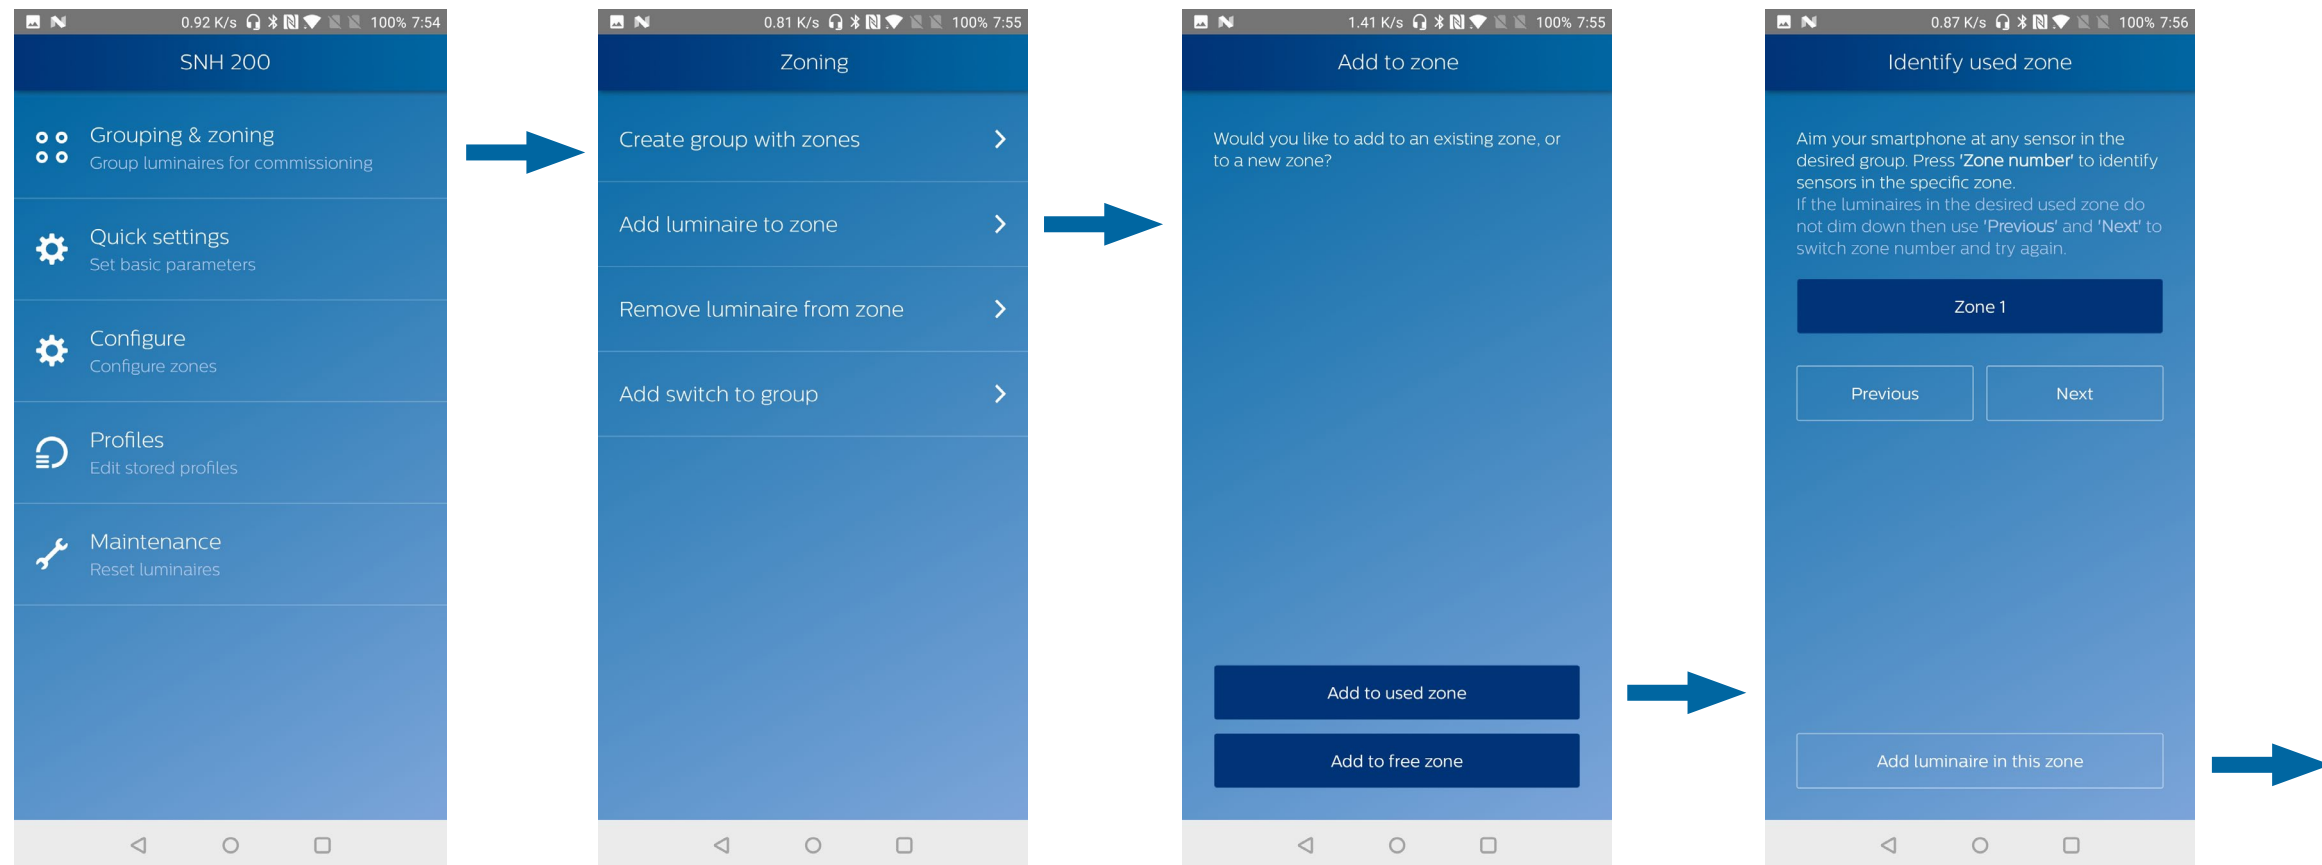 0.92 K/s 100% 7:54
SNH 200
Grouping & zoning
Group luminaires for commissioning
Quick settings
Set basic parameters
Configure
Configure zones
Profiles
Edit stored profiles
Maintenance
Reset luminaires
0.81 K/s 100% 7:55
Zoning
Create group with zones
Add luminaire to zone
Remove luminaire from zone
Add switch to group
1.41 K/s 100% 7:55
Add to zone
Would you like to add to an existing zone, or
to a new zone?
Add to used zone
Add to free zone
0.87 K/s 100% 7:56
Identify used zone
Aim your smartphone at any sensor in the
desired group. Press 'Zone number' to identify
sensors in the specific zone.
If the luminaires in the desired used zone do
not dim down then use 'Previous' and 'Next' to
switch zone number and try again.
Zone 1
Previous
Next
Add luminaire in this zone